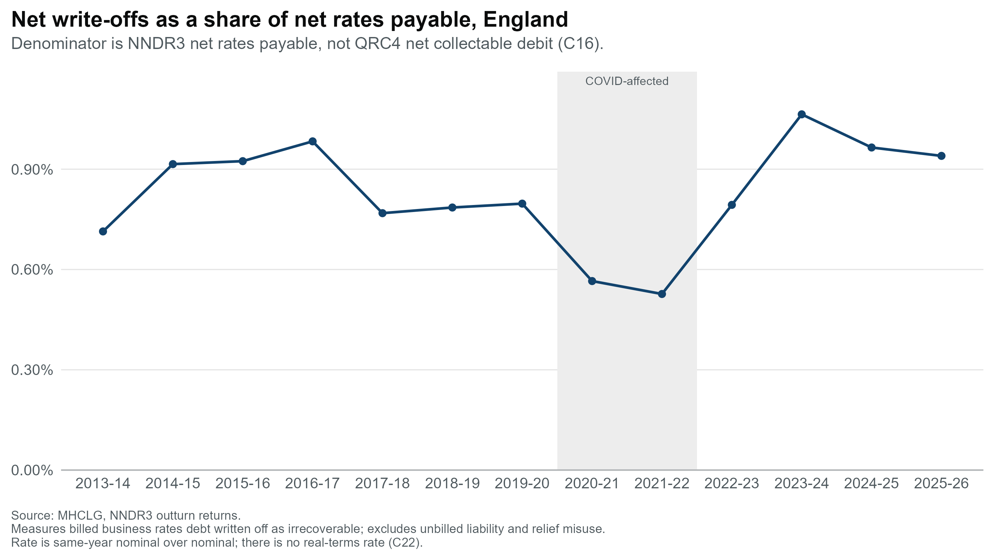 Net write-offs as a share of net rates payable, England
Denominator is NNDR3 net rates payable, not QRC4 net collectable debit (C16).
COVID-affected
0.90%
0.60%
0.30%
0.00%
2013-14 2014-15 2015-16 2016-17 2017-18 2018-19 2019-20 2020-21 2021-22 2022-23 2023-24 2024-25 2025-26
Source: MHCLG, NNDR3 outturn returns.
Measures billed business rates debt written off as irrecoverable; excludes unbilled liability and relief misuse.
Rate is same-year nominal over nominal; there is no real-terms rate (C22).